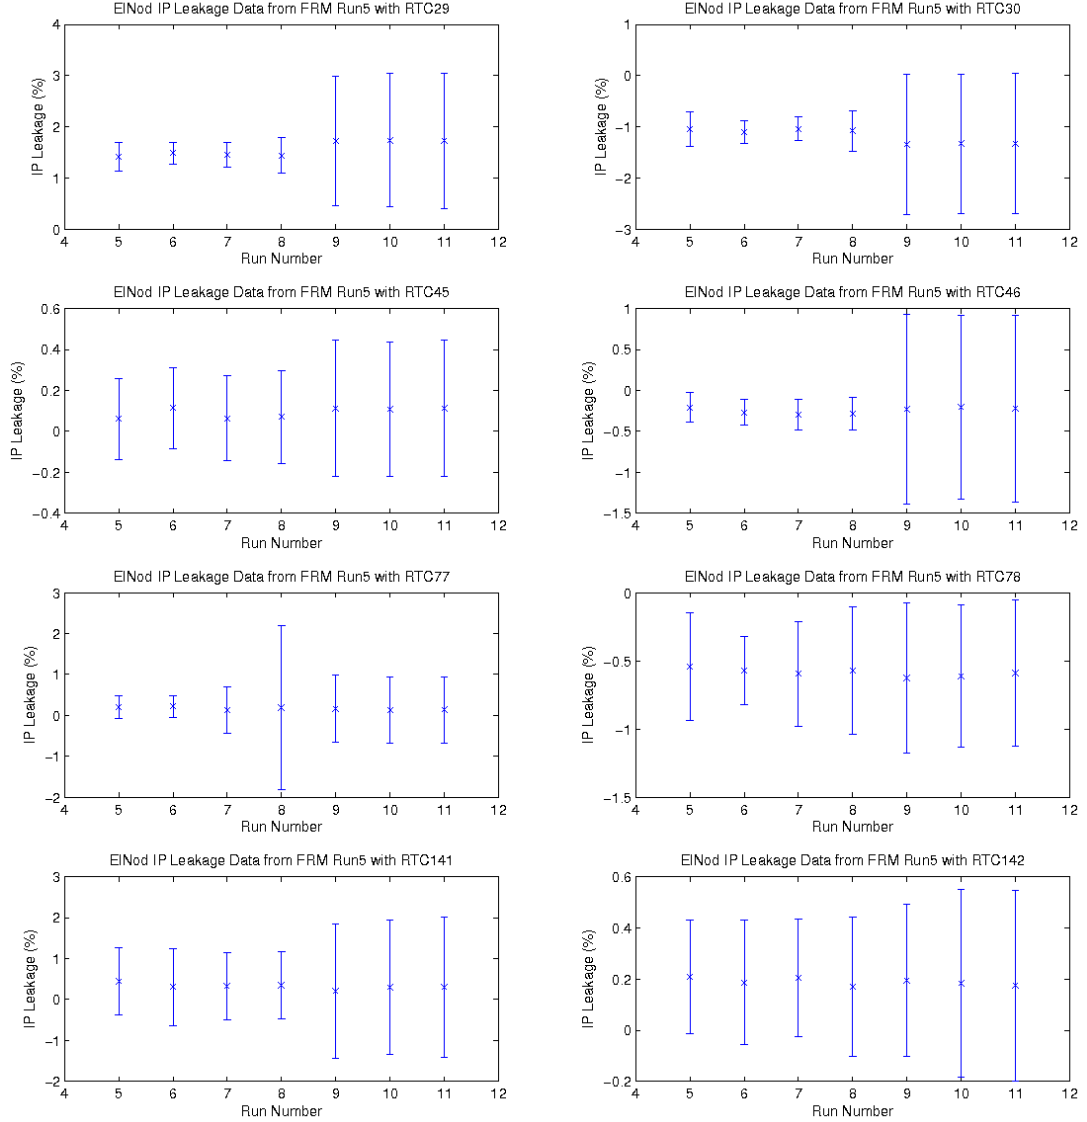 ElNod IP Leakage Data from FRM Run5 with RTC29
4
3
2
1
0
IP Leakage (%)
4 5 6 7 8 9 10 11 12
Run Number
ElNod IP Leakage Data from FRM Run5 with RTC30
1
0
−1
−2
−3
IP Leakage (%)
4 5 6 7 8 9 10 11 12
Run Number
ElNod IP Leakage Data from FRM Run5 with RTC45
0.6
0.4
0.2
0
−0.2
−0.4
IP Leakage (%)
4 5 6 7 8 9 10 11 12
Run Number
ElNod IP Leakage Data from FRM Run5 with RTC46
1
0.5
0
−0.5
−1
−1.5
IP Leakage (%)
4 5 6 7 8 9 10 11 12
Run Number
ElNod IP Leakage Data from FRM Run5 with RTC77
3
2
1
0
−1
−2
IP Leakage (%)
4 5 6 7 8 9 10 11 12
Run Number
ElNod IP Leakage Data from FRM Run5 with RTC78
0
−0.5
−1
−1.5
IP Leakage (%)
4 5 6 7 8 9 10 11 12
Run Number
ElNod IP Leakage Data from FRM Run5 with RTC141
3
2
1
0
−1
−2
IP Leakage (%)
4 5 6 7 8 9 10 11 12
Run Number
ElNod IP Leakage Data from FRM Run5 with RTC142
0.6
0.4
0.2
0
−0.2
IP Leakage (%)
4 5 6 7 8 9 10 11 12
Run Number